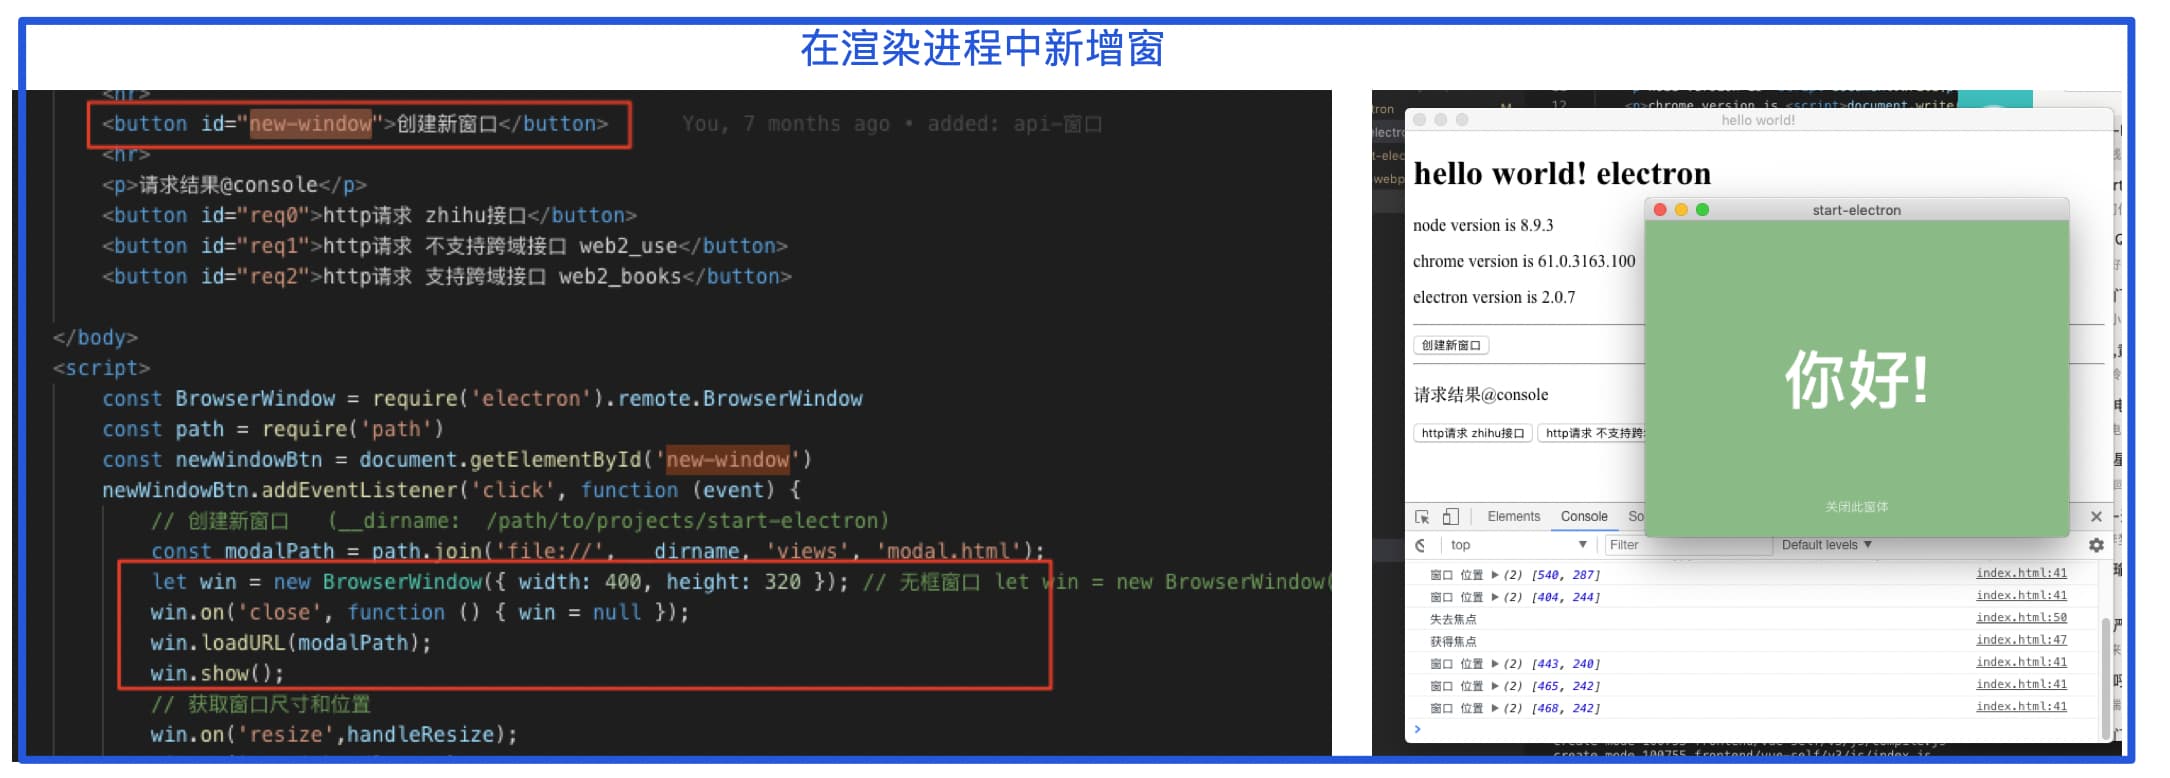 在渲染进程中新增窗
<hr>
<button id="new-window">创建新窗口</button> You, 7 months ago • added: api-窗口
<hr>
<p>请求结果@console</p>
<button id="req0">http请求 zhihu接口</button>
<button id="req1">http请求 不支持跨域接口 web2_use</button>
<button id="req2">http请求 支持跨域接口 web2_books</button>
</body>
<script>
const BrowserWindow = require('electron').remote.BrowserWindow
const path = require('path')
const newWindowBtn = document.getElementById('new-window')
newWindowBtn.addEventListener('click', function (event) {
// 创建新窗口 (__dirname: /path/to/projects/start-electron)
const modalPath = path.join('file://', __dirname, 'views', 'modal.html');
let win = new BrowserWindow({ width: 400, height: 320 }); // 无框窗口 let win = new BrowserWindow(
win.on('close', function () { win = null });
win.loadURL(modalPath);
win.show();
// 获取窗口尺寸和位置
win.on('resize',handleResize);
12 <p>chrome version is <script>document.write(
hello world!
hello world! electron
node version is 8.9.3
chrome version is 61.0.3163.100
electron version is 2.0.7
创建新窗口
请求结果@console
http请求 zhihu接口 http请求 不支持跨
start-electron
你好!
关闭此窗体
Elements Console So
top Filter Default levels
窗口 位置 (2) [540, 287] index.html:41
窗口 位置 (2) [404, 244] index.html:41
失去焦点 index.html:50
获得焦点 index.html:47
窗口 位置 (2) [443, 240] index.html:41
窗口 位置 (2) [465, 242] index.html:41
窗口 位置 (2) [468, 242] index.html:41